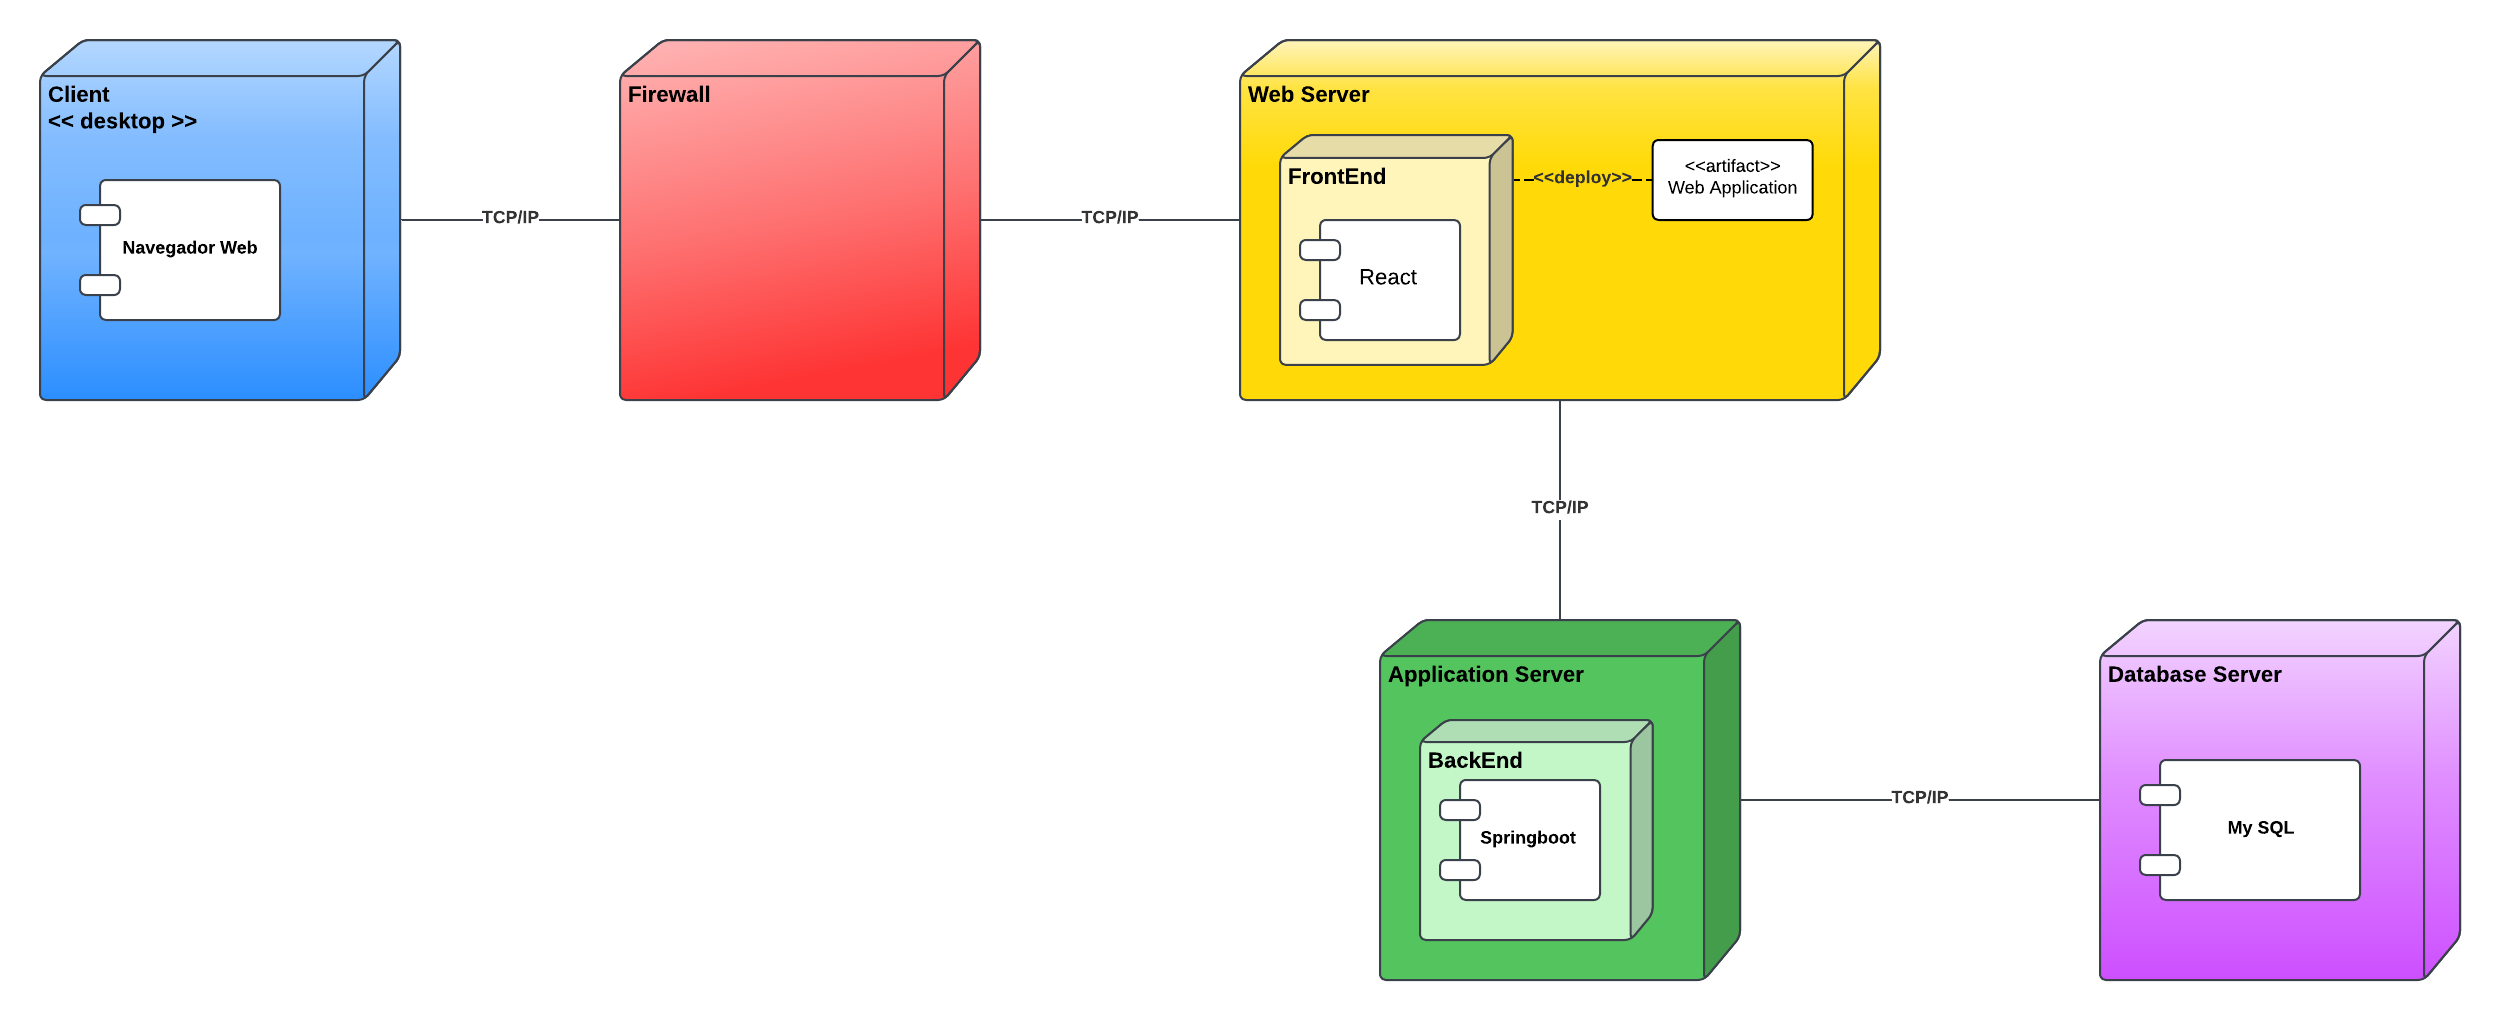 Client
<< desktop >>
Navegador Web
TCP/IP
Firewall
TCP/IP
Web Server
FrontEnd
React
<<deploy>>
<<artifact>>
Web Application
TCP/IP
Application Server
BackEnd
Springboot
TCP/IP
Database Server
My SQL